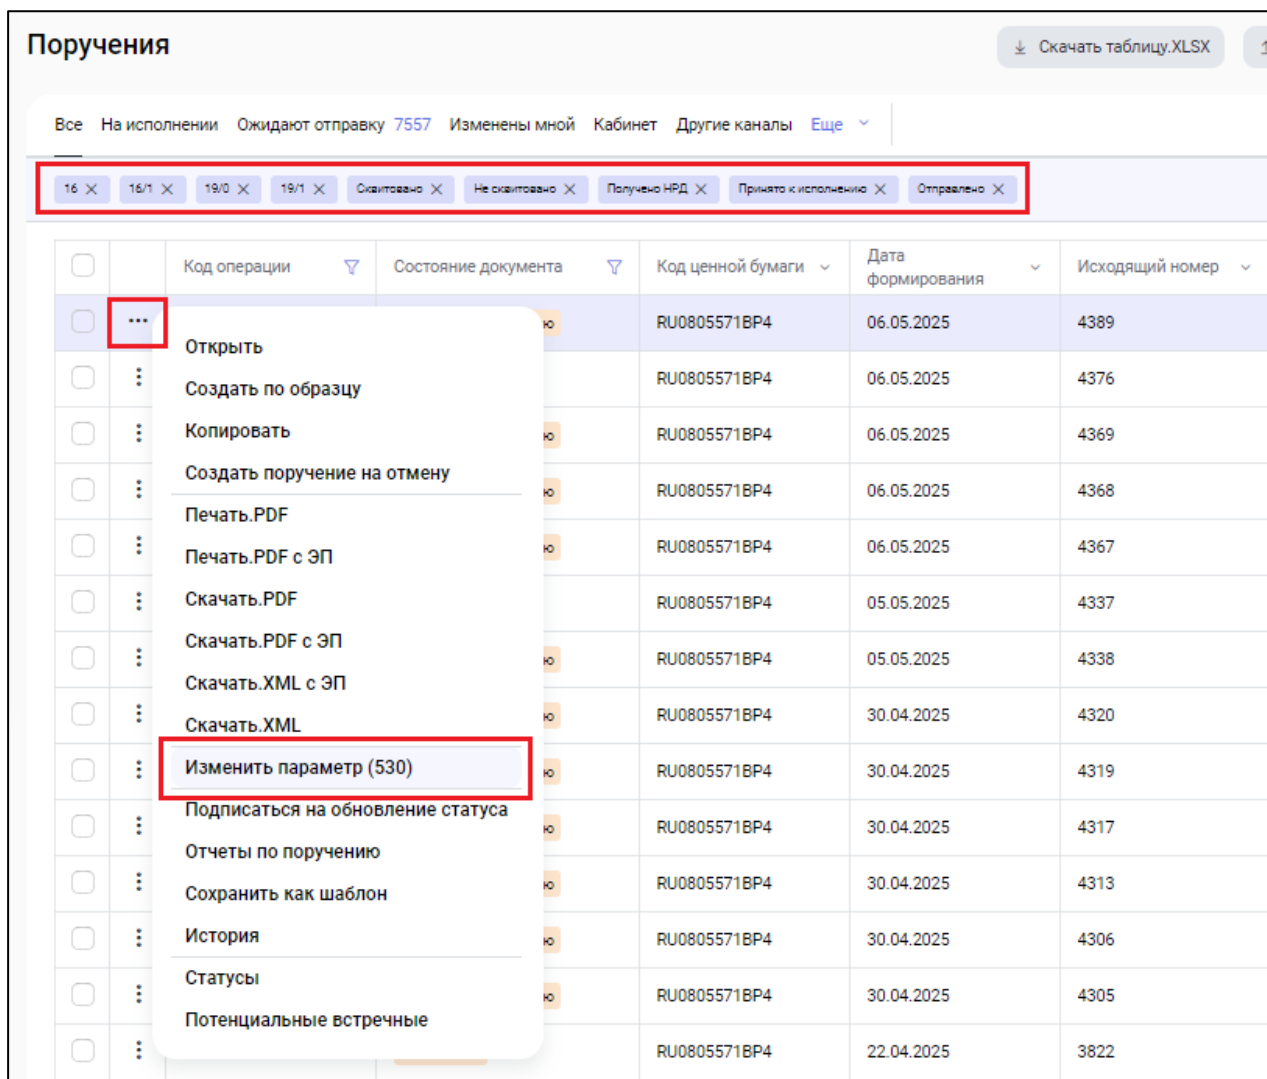 Поручения
Скачать таблицу.XLSX
Все На исполнении Ожидают отправку 7557 Изменены мной Кабинет Другие каналы Еще
16 16/1 19/0 19/1 Сквитовано Не сквитовано Получено НРД Принято к исполнению Отправлено
Код операции Состояние документа Код ценной бумаги Дата формирования Исходящий номер
ю RU0805571BP4 06.05.2025 4389
Открыть
RU0805571BP4 06.05.2025 4376
Создать по образцу
Копировать
ю RU0805571BP4 06.05.2025 4369
Создать поручение на отмену
ю RU0805571BP4 06.05.2025 4368
Печать.PDF
ю RU0805571BP4 06.05.2025 4367
Печать.PDF с ЭП
Скачать.PDF
RU0805571BP4 05.05.2025 4337
Скачать.PDF с ЭП
ю RU0805571BP4 05.05.2025 4338
Скачать.XML с ЭП
ю RU0805571BP4 30.04.2025 4320
Скачать.XML
Изменить параметр (530)
ю RU0805571BP4 30.04.2025 4319
Подписаться на обновление статуса
ю RU0805571BP4 30.04.2025 4317
Отчеты по поручению
ю RU0805571BP4 30.04.2025 4313
Сохранить как шаблон
История
ю RU0805571BP4 30.04.2025 4306
Статусы
ю RU0805571BP4 30.04.2025 4305
Потенциальные встречные
RU0805571BP4 22.04.2025 3822